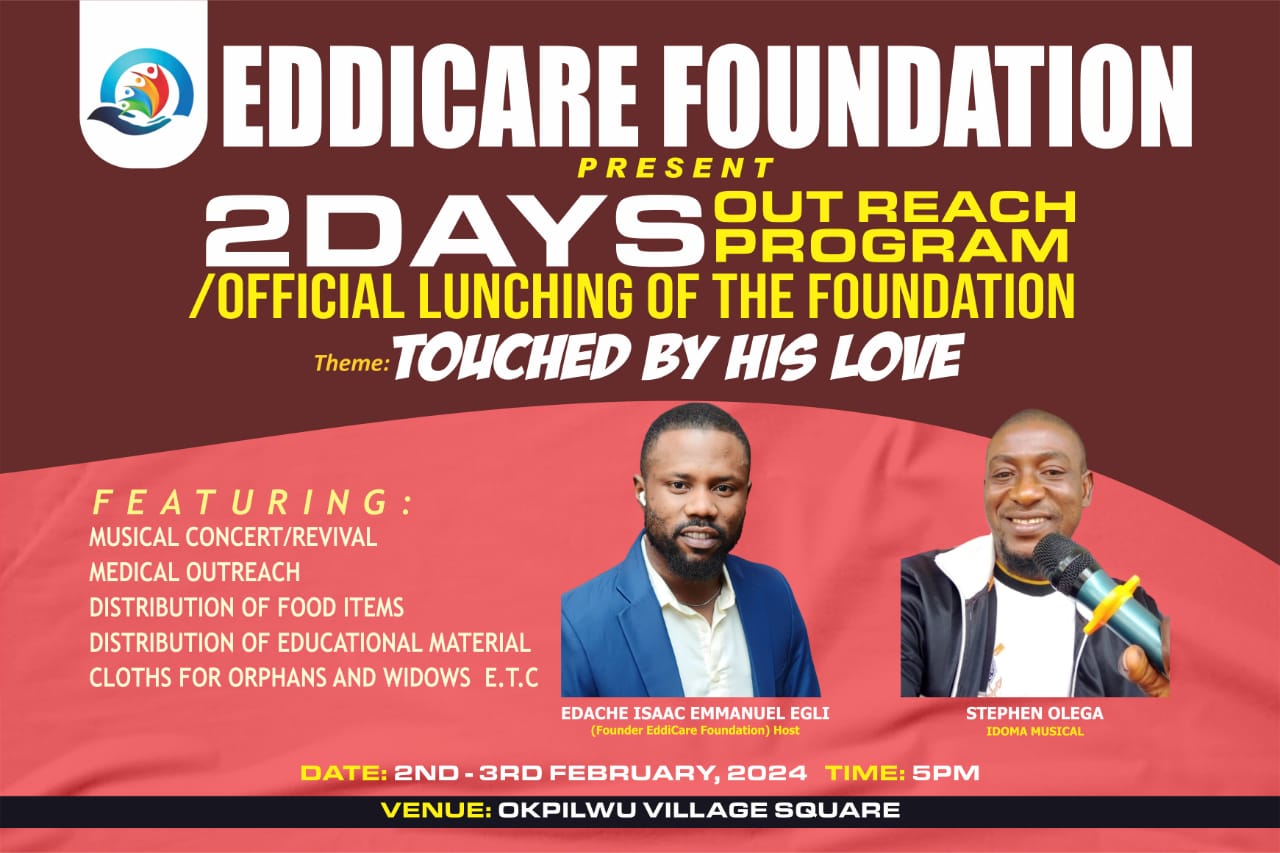 EDDICARE FOUNDATION
PRESENT
2DAYS OUT REACH PROGRAM
/OFFICIAL LUNCHING OF THE FOUNDATION
Theme: TOUCHED BY HIS LOVE
FEATURING:
MUSICAL CONCERT/REVIVAL
MEDICAL OUTREACH
DISTRIBUTION OF FOOD ITEMS
DISTRIBUTION OF EDUCATIONAL MATERIAL
CLOTHS FOR ORPHANS AND WIDOWS E.T.C
EDACHE ISAAC EMMANUEL EGLI
(Founder EddiCare Foundation) Host
STEPHEN OLEGA
IDOMA MUSICAL
DATE: 2ND - 3RD FEBRUARY, 2024 TIME: 5PM
VENUE: OKPILWU VILLAGE SQUARE